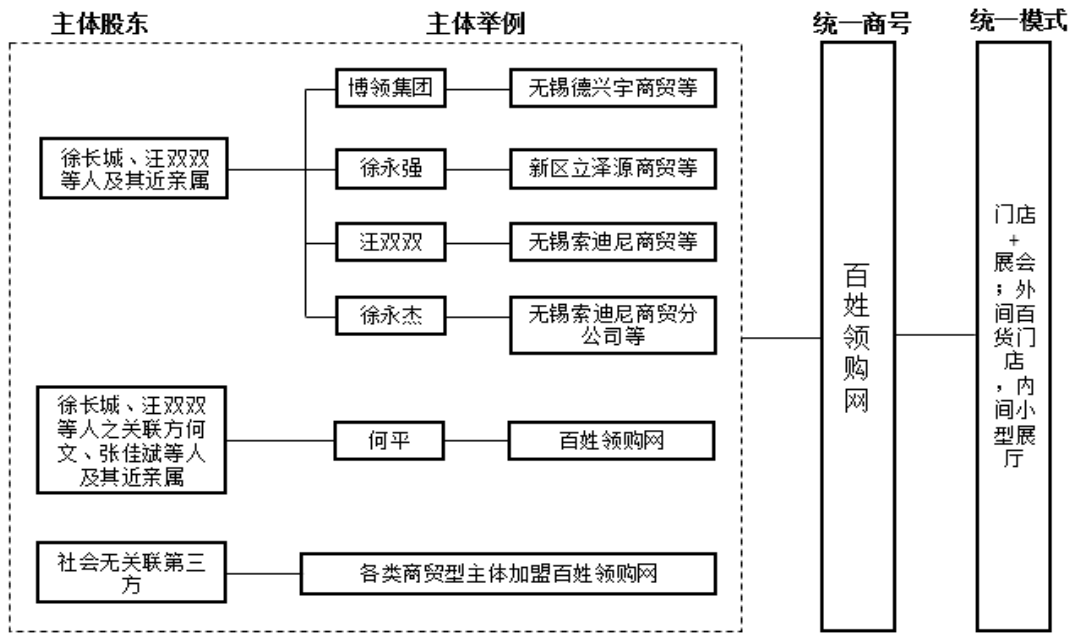 主体股东
主体举例
统一商号
统一模式
徐长城、汪双双
等人及其近亲属
博领集团
无锡德兴宇商贸等
徐永强
新区立泽源商贸等
汪双双
无锡索迪尼商贸等
徐永杰
无锡索迪尼商贸分
公司等
徐长城、汪双双
等人之关联方何
文、张佳斌等人
及其近亲属
何平
百姓领购网
社会无关联第三
方
各类商贸型主体加盟百姓领购网
百
姓
领
购
网
门店
+
展会
；外
间百
货门
店
，内
间小
型展
厅